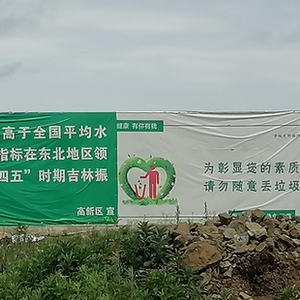 高于全国平均水
指标在东北地区领
四五”时期吉林振
高新区 宣
健康 有你有我
为彰显您的素质
请勿随意丢垃圾